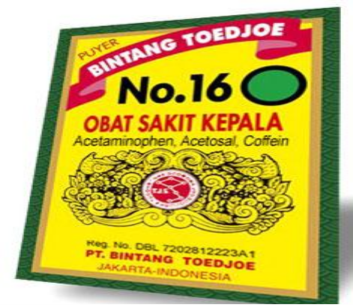 PUYER
BINTANG TOEDJOE
No.16
OBAT SAKIT KEPALA
Acetaminophen, Acetosal, Coffein
Reg. No. DBL 7202812223A1
PT. BINTANG TOEDJOE
JAKARTA-INDONESIA